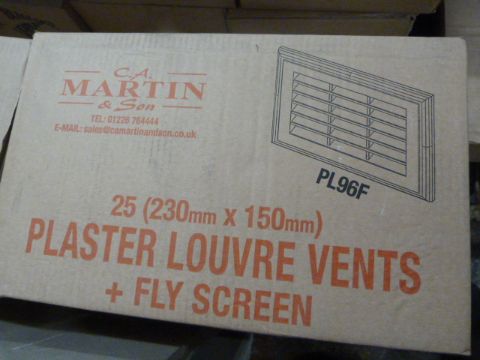 C.A.
MARTIN
& Son
TEL: 01226 764444
E-MAIL: sales@camartinandson.co.uk
PL96F
25 (230mm x 150mm)
PLASTER LOUVRE VENTS
+ FLY SCREEN